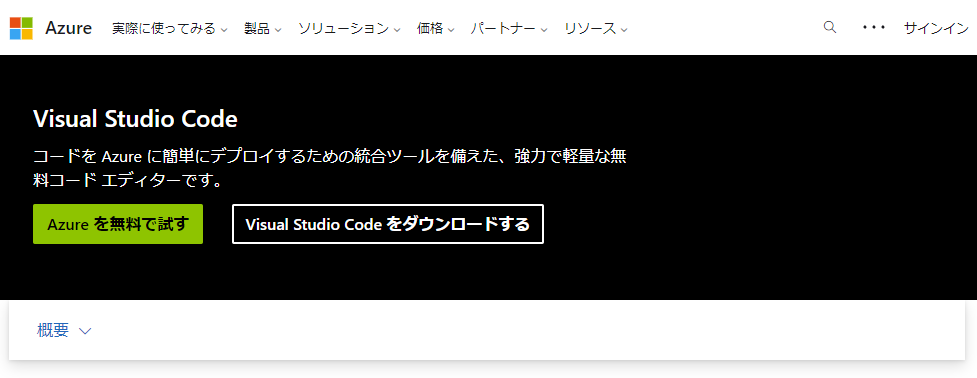 Azure 実際に使ってみる 製品 ソリューション 価格 パートナー リソース ... サインイン
Visual Studio Code
コードを Azure に簡単にデプロイするための統合ツールを備えた、強力で軽量な無
料コード エディターです。
Azure を無料で試す Visual Studio Code をダウンロードする
概要